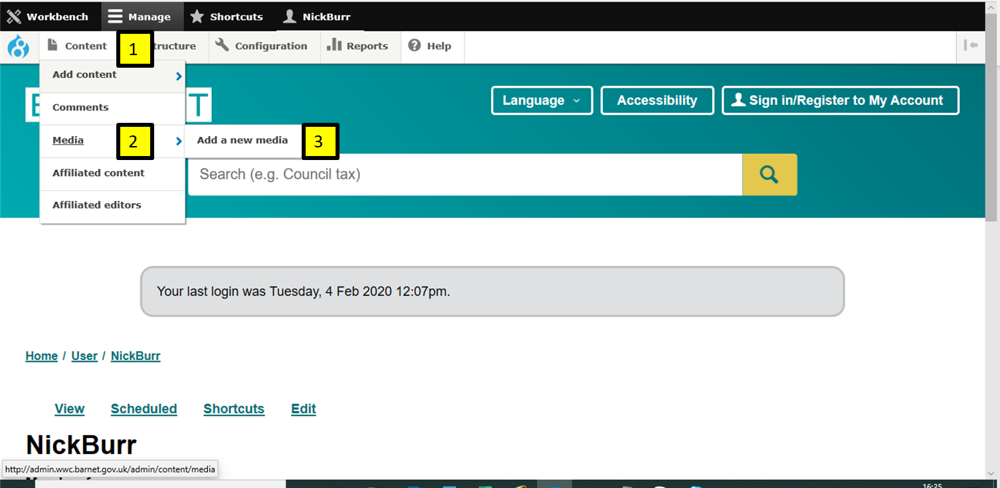 Workbench Manage Shortcuts NickBurr
Content 1 tructure Configuration Reports Help
Add content
Comments
Media 2 Add a new media 3
Affiliated content
Affiliated editors
T
Language Accessibility Sign in/Register to My Account
Search (e.g. Council tax)
Your last login was Tuesday, 4 Feb 2020 12:07pm.
Home / User / NickBurr
View Scheduled Shortcuts Edit
NickBurr
http://admin.wwc.barnet.gov.uk/admin/content/media
16:35